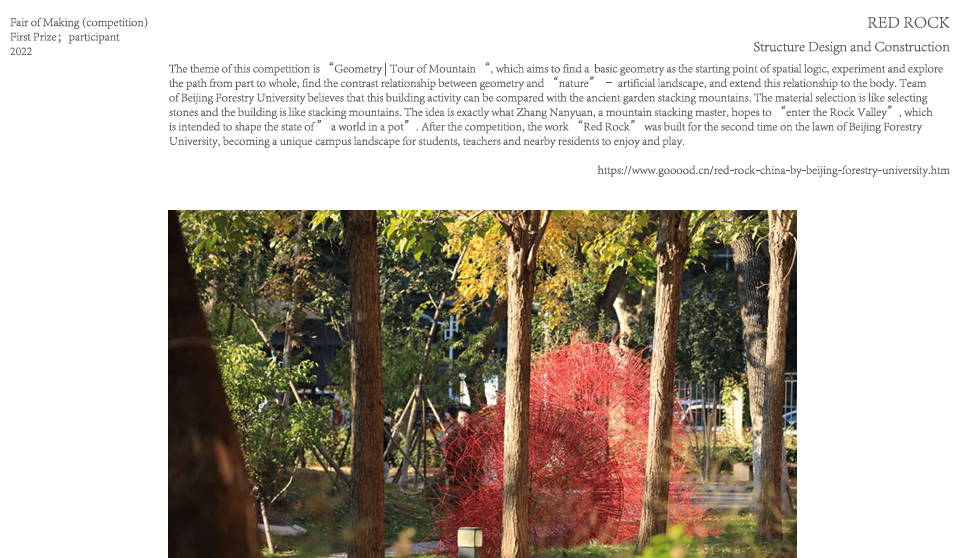 Fair of Making (competition)
First Prize; participant
2022
RED ROCK
Structure Design and Construction
The theme of this competition is “Geometry | Tour of Mountain “, which aims to find a basic geometry as the starting point of spatial logic, experiment and explore
the path from part to whole, find the contrast relationship between geometry and “nature” - artificial landscape, and extend this relationship to the body. Team
of Beijing Forestry University believes that this building activity can be compared with the ancient garden stacking mountains. The material selection is like selecting
stones and the building is like stacking mountains. The idea is exactly what Zhang Nanyuan, a mountain stacking master, hopes to “enter the Rock Valley”, which
is intended to shape the state of ” a world in a pot”. After the competition, the work “Red Rock” was built for the second time on the lawn of Beijing Forestry
University, becoming a unique campus landscape for students, teachers and nearby residents to enjoy and play.
https://www.gooood.cn/red-rock-china-by-beijing-forestry-university.htm